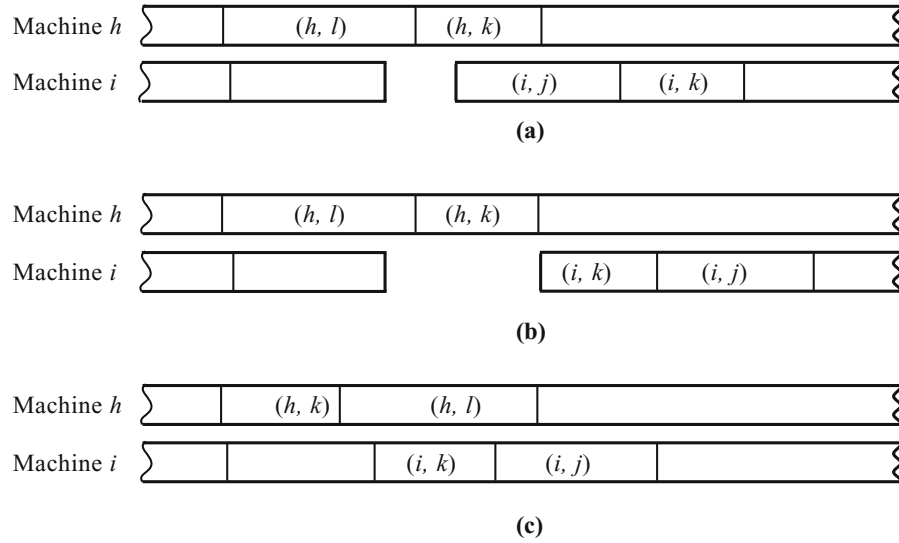 Machine h (h, l) (h, k)
Machine i (i, j) (i, k)
(a)
Machine h (h, l) (h, k)
Machine i (i, k) (i, j)
(b)
Machine h (h, k) (h, l)
Machine i (i, k) (i, j)
(c)